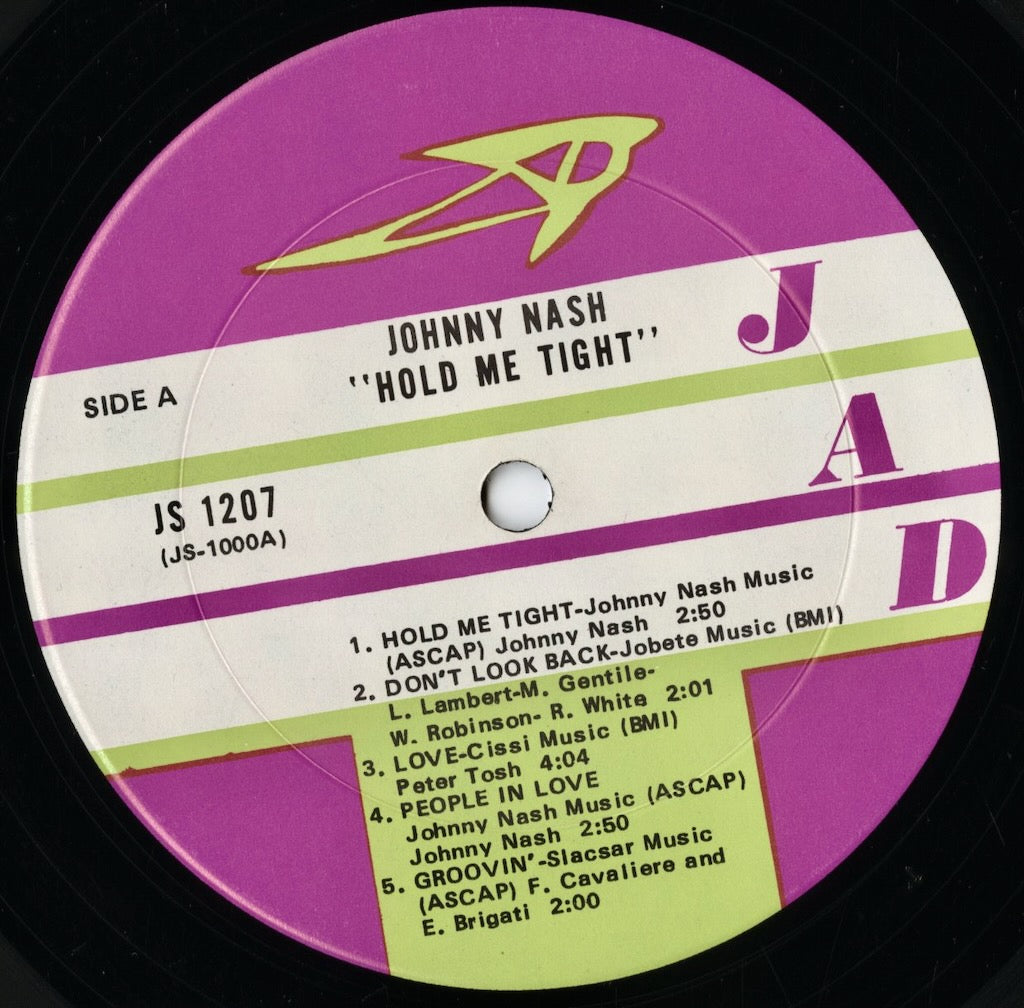 JOHNNY NASH
"HOLD ME TIGHT"
SIDE A
JS 1207
(JS-1000A)
J
A
D
1. HOLD ME TIGHT-Johnny Nash Music
(ASCAP) Johnny Nash 2:50
2. DON'T LOOK BACK-Jobete Music (BMI)
L. Lambert-M. Gentile-
W. Robinson- R. White 2:01
3. LOVE-Cissi Music (BMI)
Peter Tosh 4:04
4. PEOPLE IN LOVE
Johnny Nash Music (ASCAP)
Johnny Nash 2:50
5. GROOVIN'-Slacsar Music
(ASCAP) F. Cavaliere and
E. Brigati 2:00